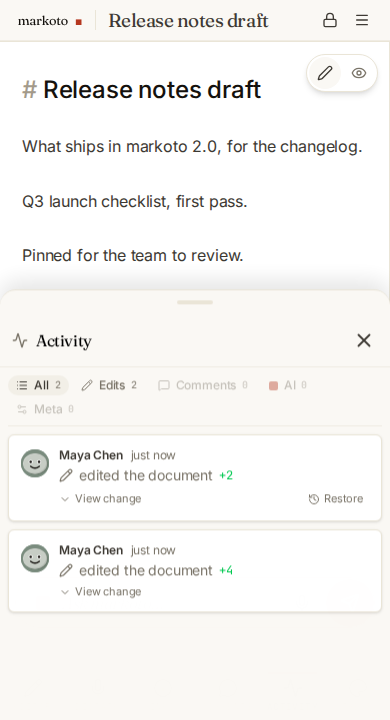 markoto
Release notes draft
# Release notes draft
What ships in markoto 2.0, for the changelog.
Q3 launch checklist, first pass.
Pinned for the team to review.
Activity
All 2 Edits 2 Comments 0 AI 0
Meta 0
Maya Chen just now
edited the document +2
View change Restore
Maya Chen just now
edited the document +4
View change